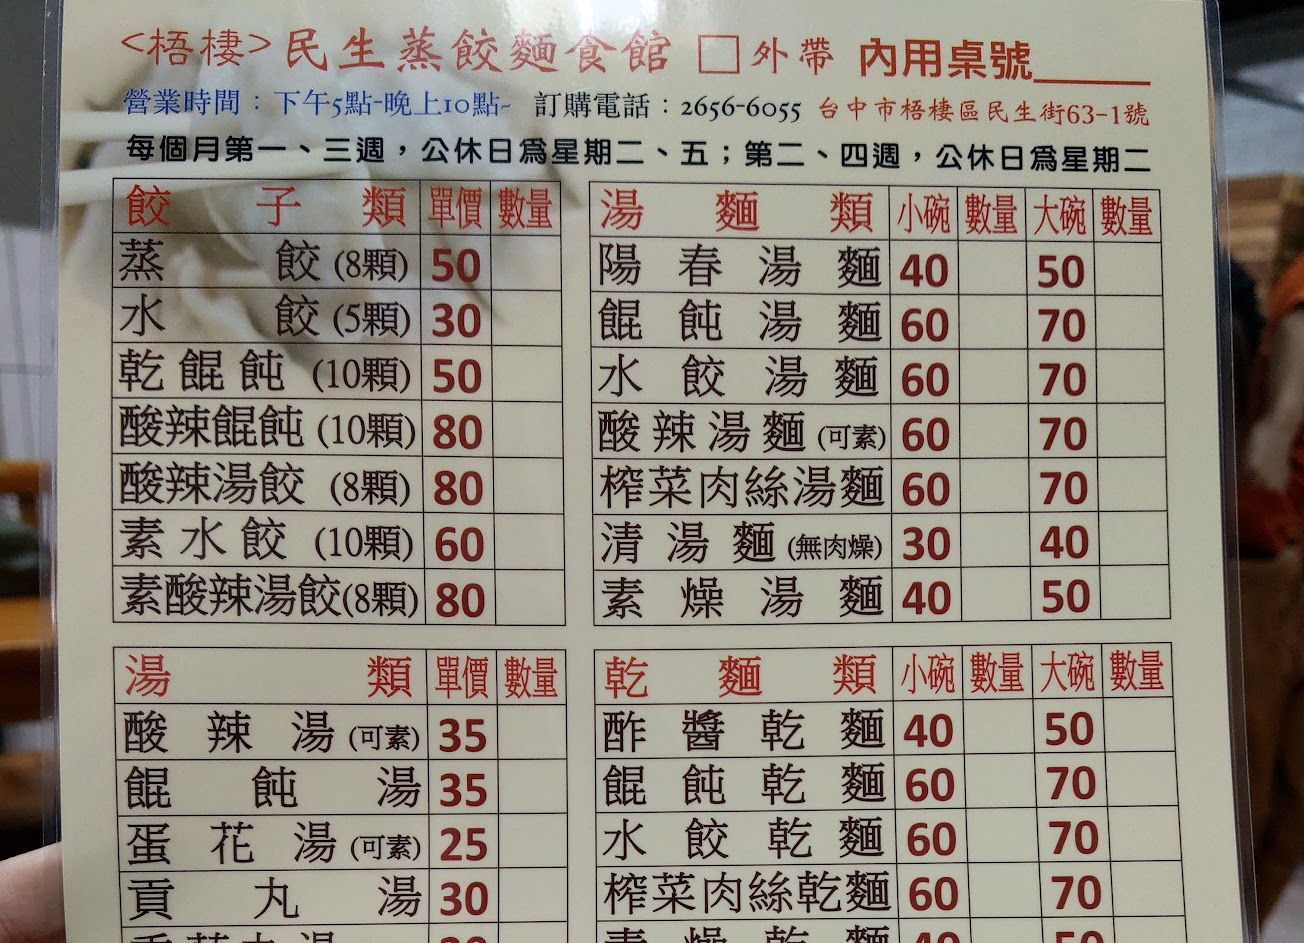 <梧棲>民生蒸餃麵食館 □外帶 內用桌號______
營業時間：下午5點-晚上10點~ 訂購電話：2656-6055 台中市梧棲區民生街63-1號
每個月第一、三週，公休日為星期二、五；第二、四週，公休日為星期二
餃子類 單價 數量
蒸餃(8顆) 50
水餃(5顆) 30
乾餛飩(10顆) 50
酸辣餛飩(10顆) 80
酸辣湯餃(8顆) 80
素水餃(10顆) 60
素酸辣湯餃(8顆) 80
湯麵類 小碗 數量 大碗 數量
陽春湯麵 40 50
餛飩湯麵 60 70
水餃湯麵 60 70
酸辣湯麵(可素) 60 70
榨菜肉絲湯麵 60 70
清湯麵(無肉燥) 30 40
素燥湯麵 40 50
湯類 單價 數量
酸辣湯(可素) 35
餛飩湯 35
蛋花湯(可素) 25
貢丸湯 30
乾麵類 小碗 數量 大碗 數量
酢醬乾麵 40 50
餛飩乾麵 60 70
水餃乾麵 60 70
榨菜肉絲乾麵 60 70
素燥乾麵 40 50